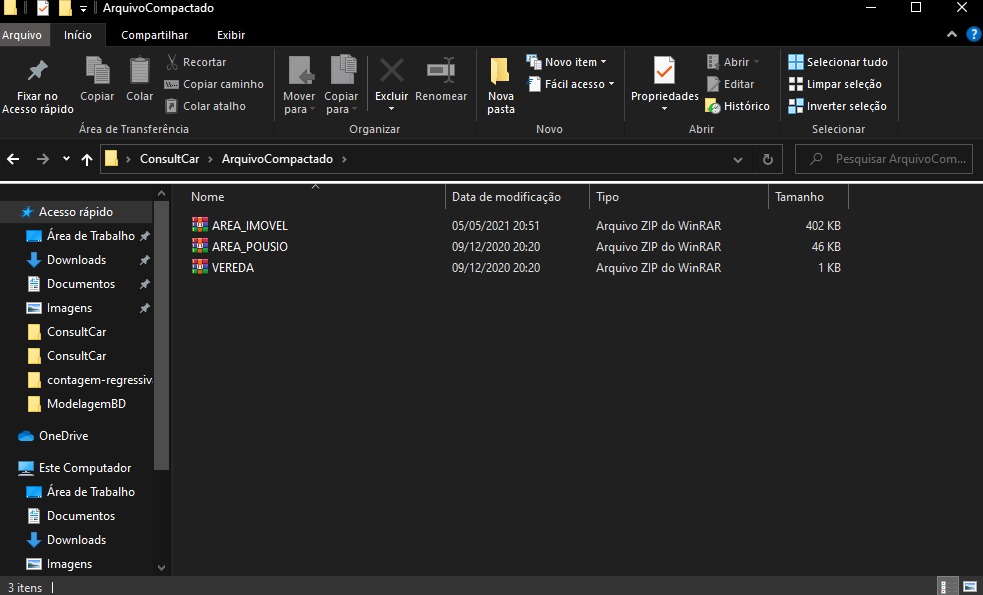 ArquivoCompactado
Arquivo Início Compartilhar Exibir
Fixar no Acesso rápido
Copiar
Colar
Recortar
Copiar caminho
Colar atalho
Área de Transferência
Mover para
Copiar para
Excluir
Renomear
Organizar
Nova pasta
Novo item
Fácil acesso
Novo
Propriedades
Abrir
Editar
Histórico
Abrir
Selecionar tudo
Limpar seleção
Inverter seleção
Selecionar
ConsultCar › ArquivoCompactado ›
Pesquisar ArquivoCom...
Nome Data de modificação Tipo Tamanho
AREA_IMOVEL 05/05/2021 20:51 Arquivo ZIP do WinRAR 402 KB
AREA_POUSIO 09/12/2020 20:20 Arquivo ZIP do WinRAR 46 KB
VEREDA 09/12/2020 20:20 Arquivo ZIP do WinRAR 1 KB
Acesso rápido
Área de Trabalho
Downloads
Documentos
Imagens
ConsultCar
ConsultCar
contagem-regressiv
ModelagemBD
OneDrive
Este Computador
Área de Trabalho
Documentos
Downloads
Imagens
3 itens